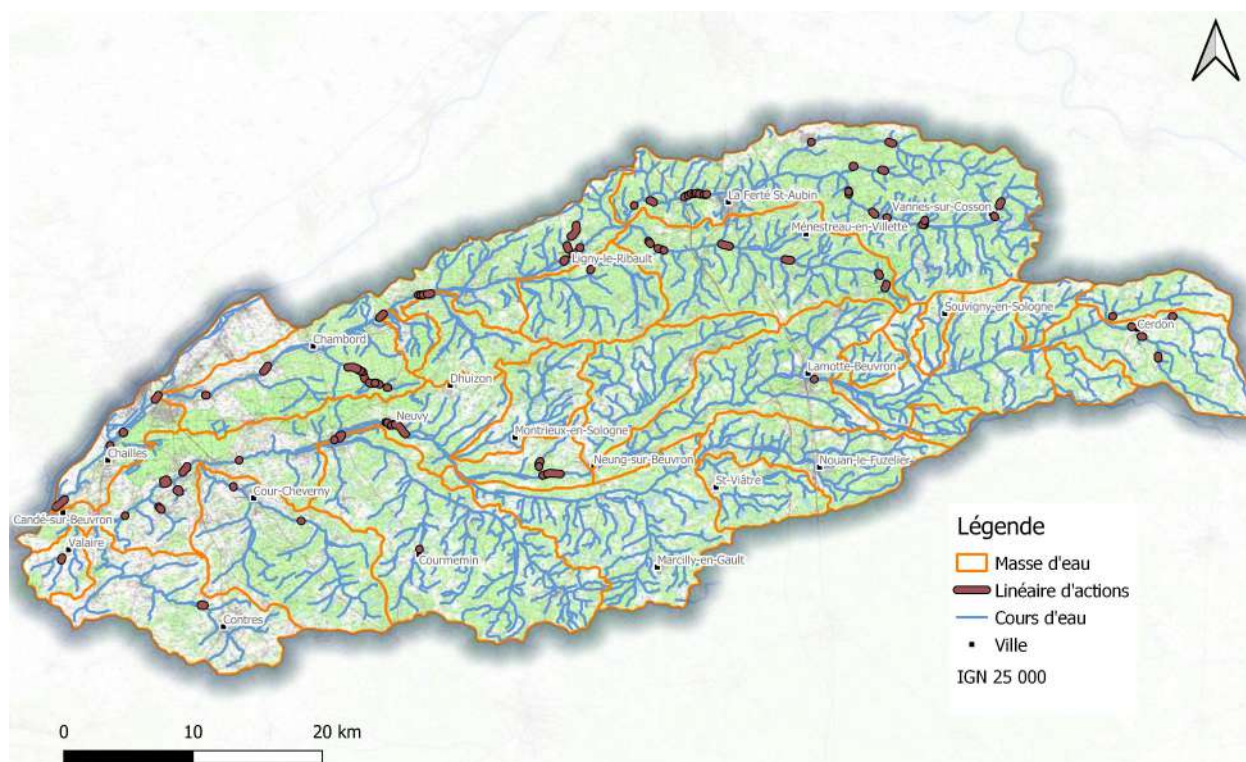 La Ferté St-Aubin
Vannes-sur-Cosson
Ménestreau-en-Villette
Ligny-le-Ribault
Souvigny-en-Sologne
Cerdon
Chambord
Lamotte-Beuvron
Dhuizon
Neuvy
Montrieux-en-Sologne
Chailles
Neung-sur-Beuvron
Nouan-le-Fuzelier
St-Viâtre
Cour-Cheverny
Candé-sur-Beuvron
Valaire
Courmemin
Marcilly-en-Gault
Contres
Légende
Masse d'eau
Linéaire d'actions
Cours d'eau
Ville
IGN 25 000
0 10 20 km